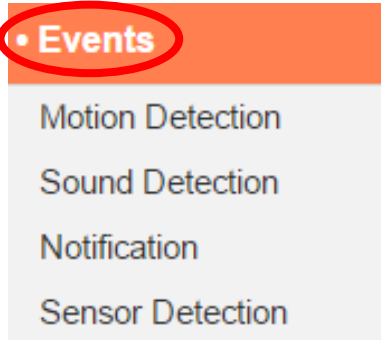 • Events
Motion Detection
Sound Detection
Notification
Sensor Detection